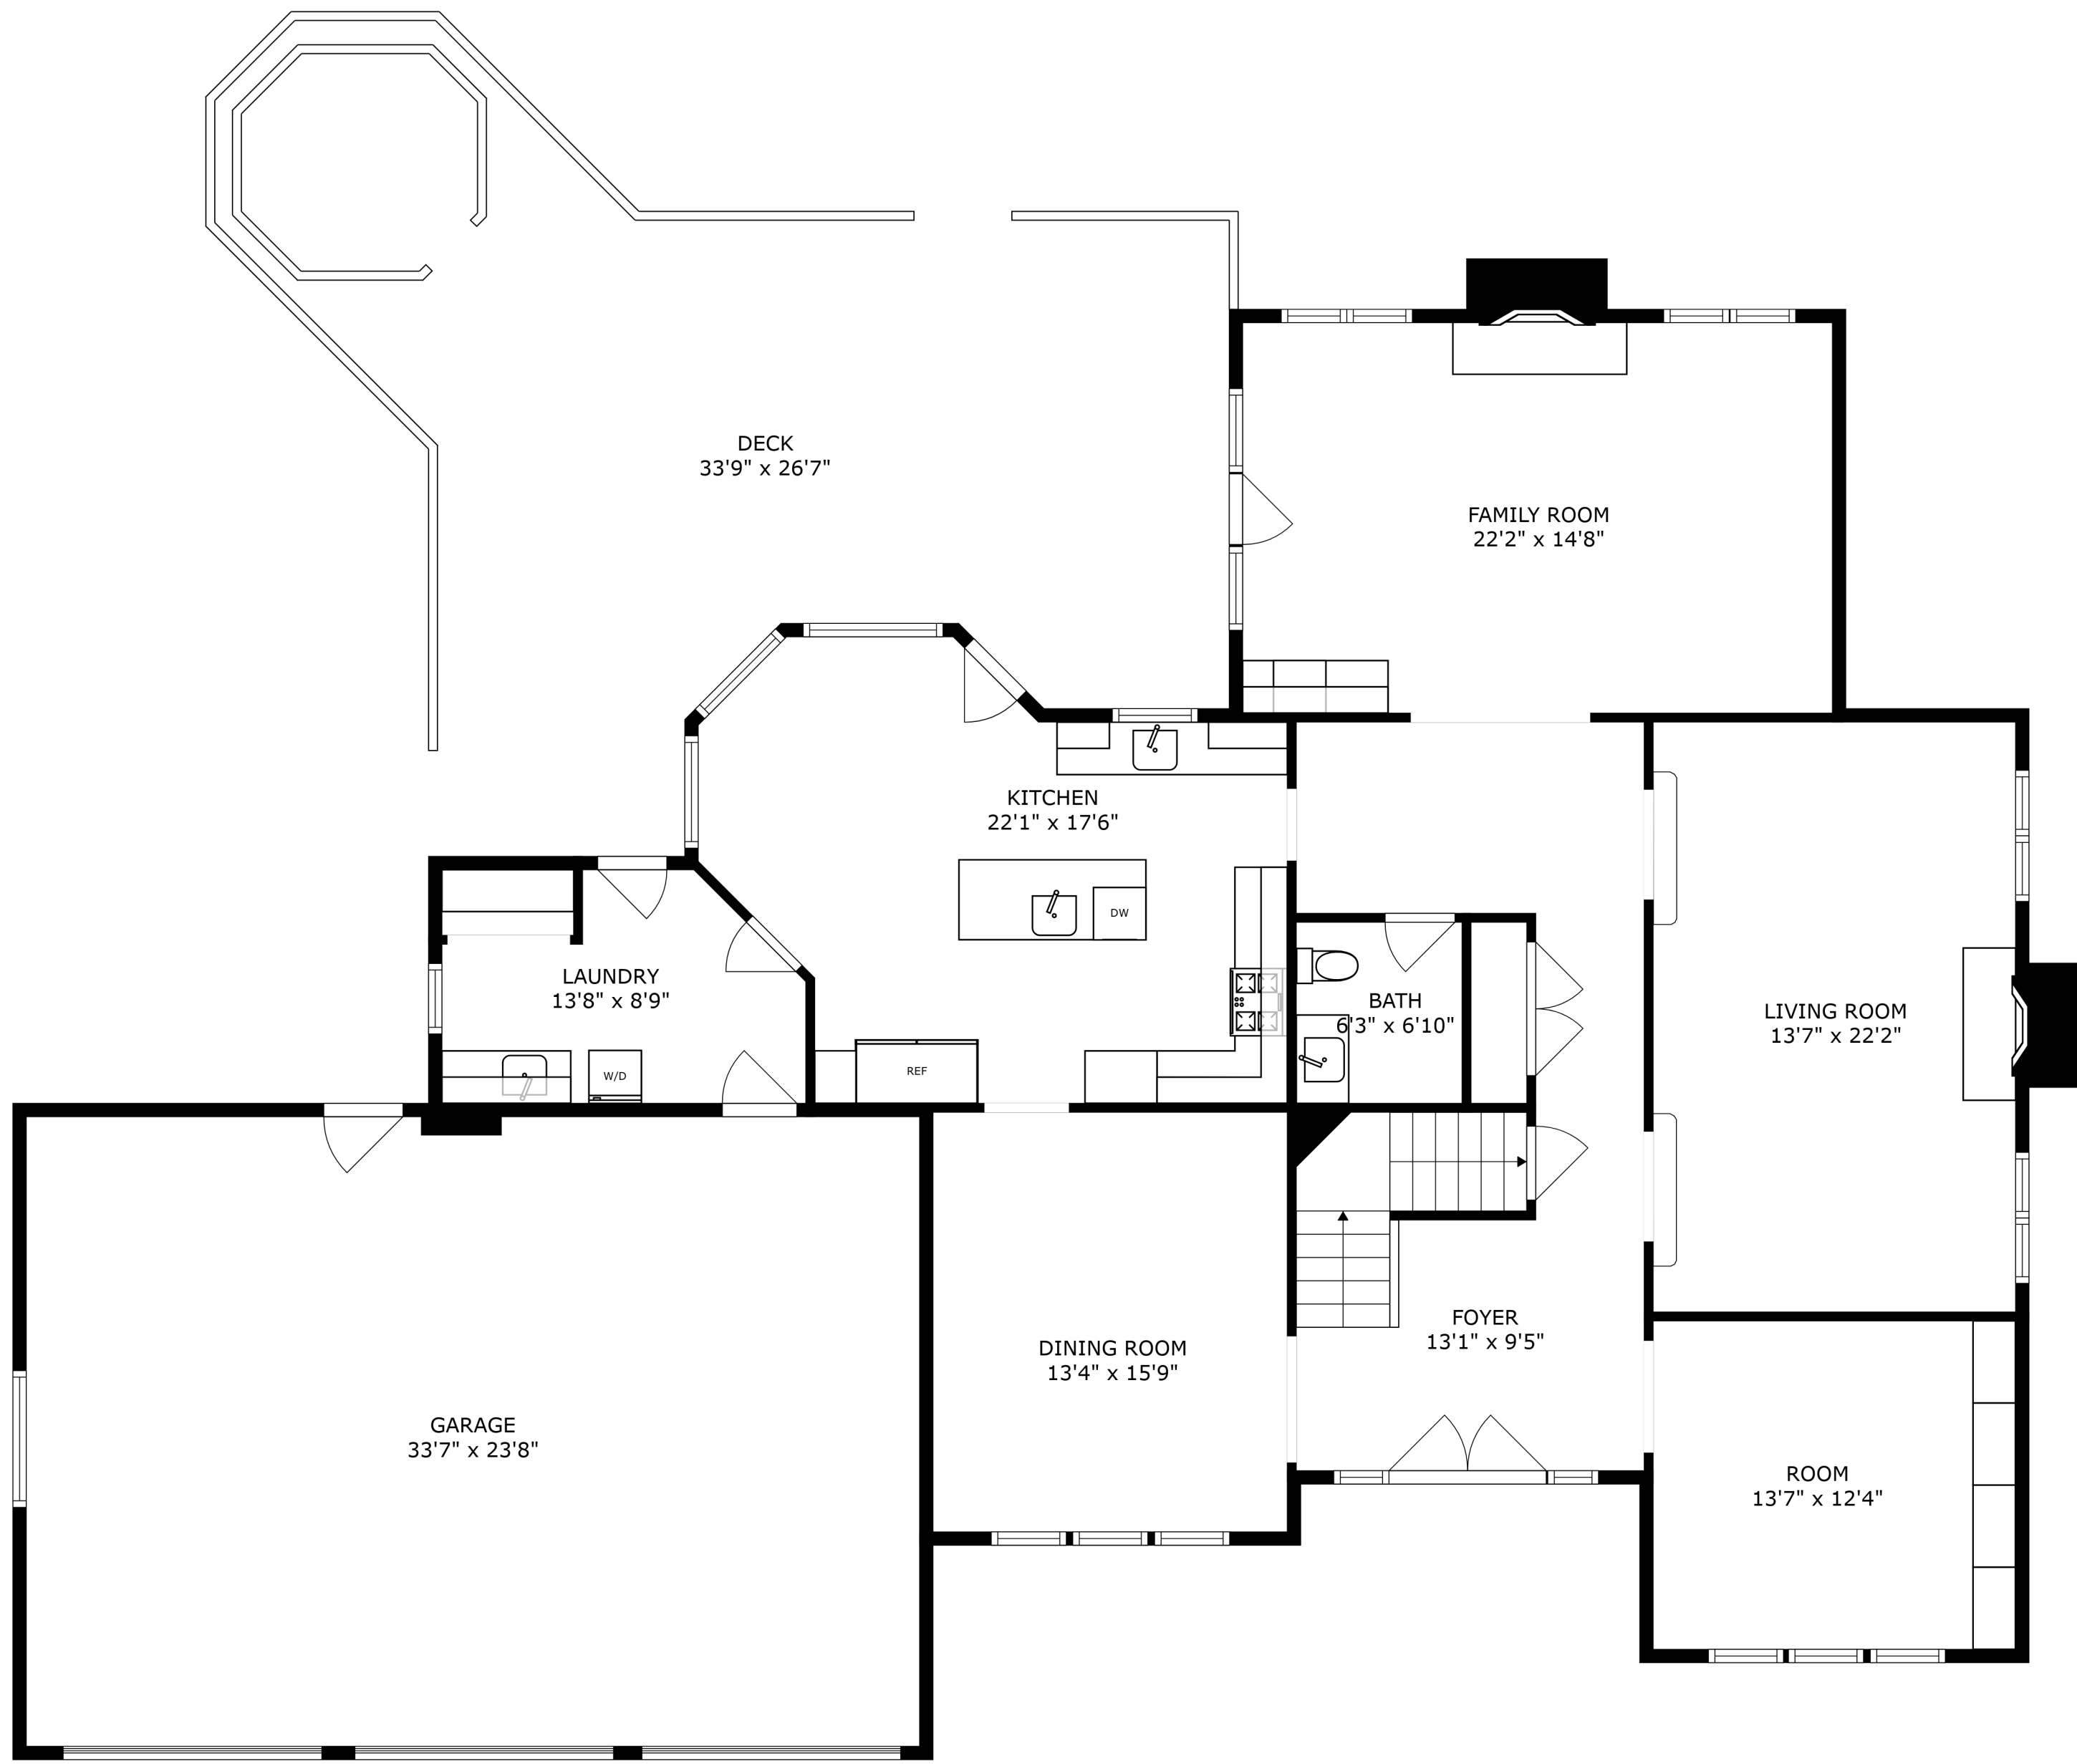 DECK
33'9" x 26'7"
FAMILY ROOM
22'2" x 14'8"
KITCHEN
22'1" x 17'6"
DW
LAUNDRY
13'8" x 8'9"
BATH
6'3" x 6'10"
LIVING ROOM
13'7" x 22'2"
W/D
REF
FOYER
13'1" x 9'5"
DINING ROOM
13'4" x 15'9"
GARAGE
33'7" x 23'8"
ROOM
13'7" x 12'4"